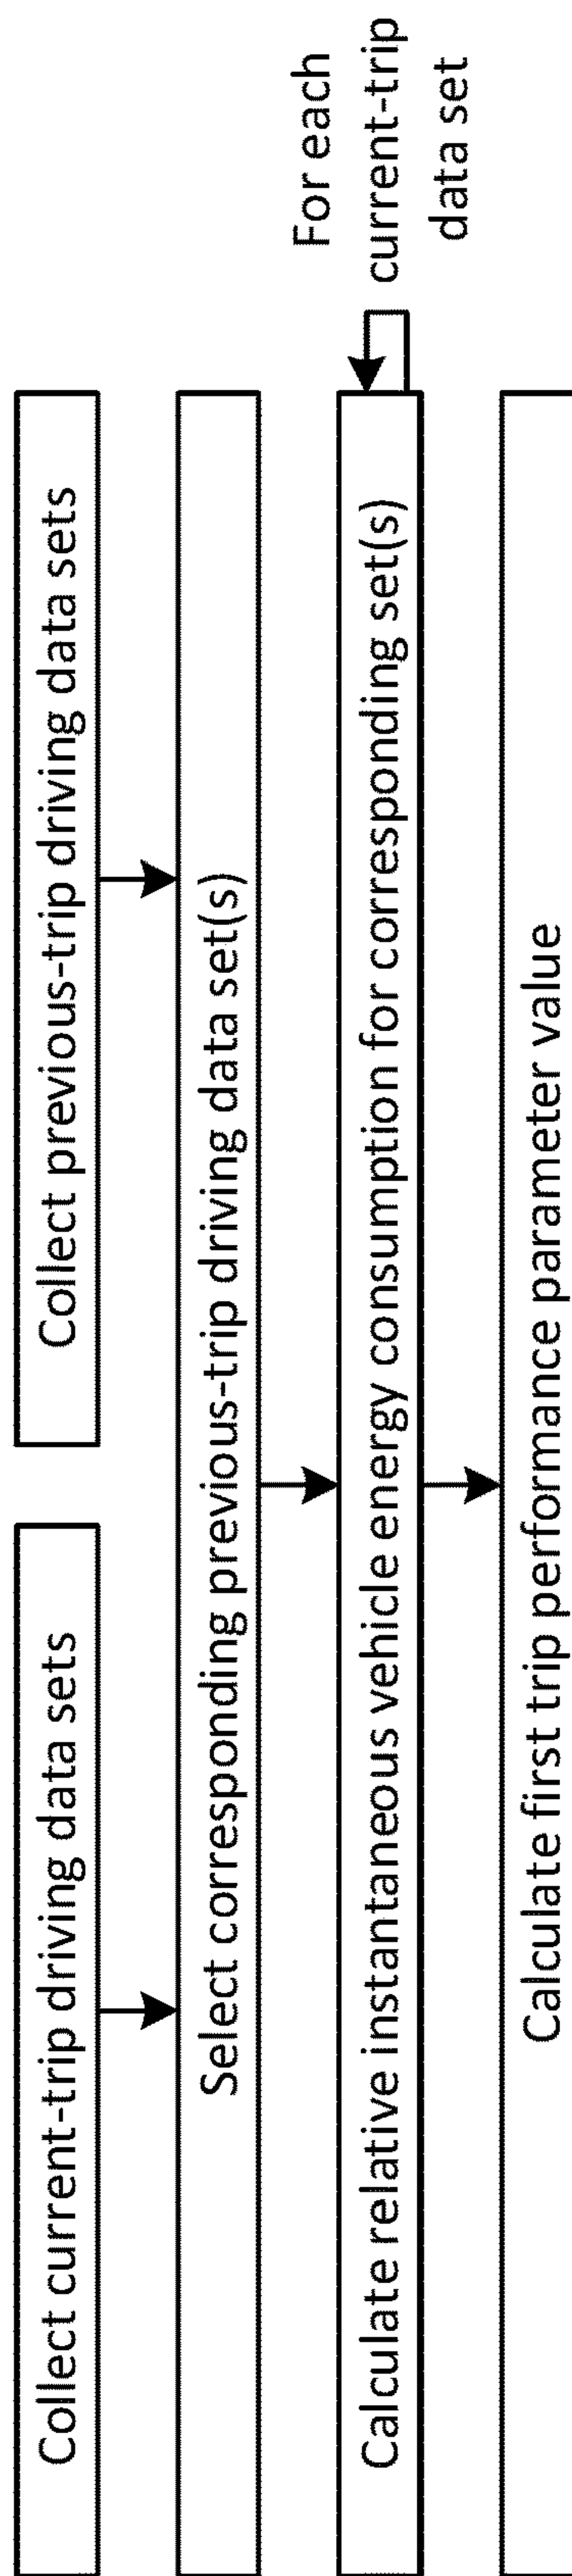 Collect current-trip driving data sets
Collect previous-trip driving data sets
Select corresponding previous-trip driving data set(s)
Calculate relative instantaneous vehicle energy consumption for corresponding set(s)
For each
current-trip
data set
Calculate first trip performance parameter value